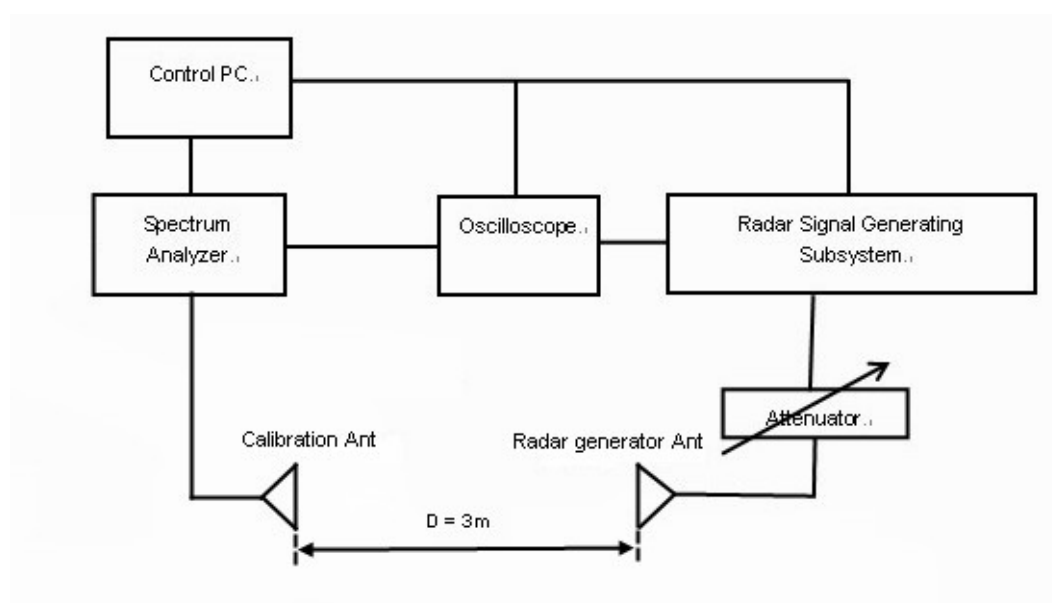 Control PC
Spectrum
Analyzer
Oscilloscope
Radar Signal Generating
Subsystem
Attenuator
Calibration Ant
Radar generator Ant
D = 3m